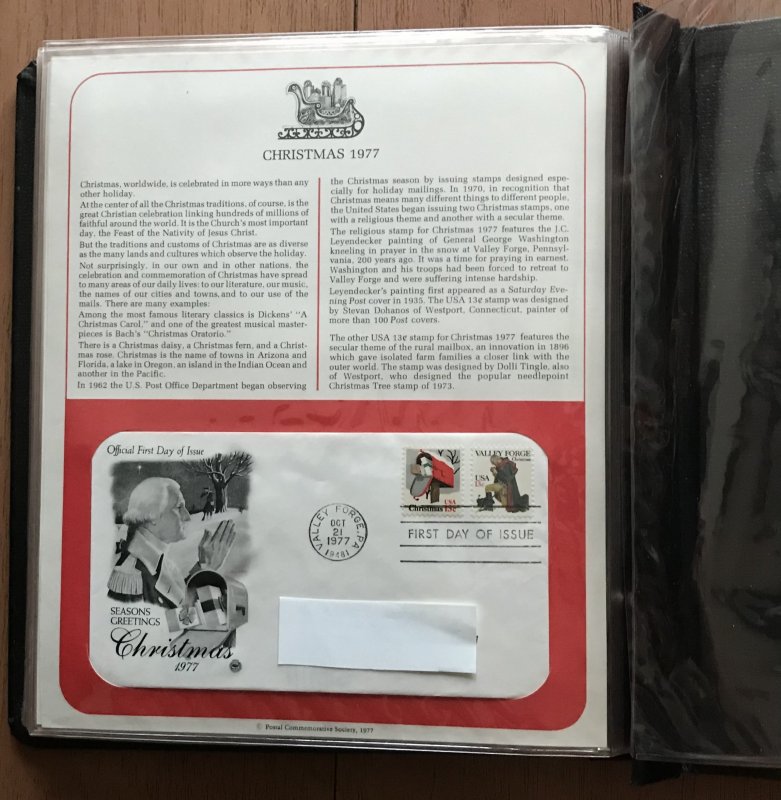 CHRISTMAS 1977
Christmas, worldwide, is celebrated in more ways than any
other holiday.
At the center of all the Christmas traditions, of course, is the
great Christian celebration linking hundreds of millions of
faithful around the world. It is the Church's most important
day, the Feast of the Nativity of Jesus Christ.
But the traditions and customs of Christmas are as diverse
as the many lands and cultures which observe the holiday.
Not surprisingly, in our own and in other nations, the
celebration and commemoration of Christmas have spread
to many areas of our daily lives: to our literature, our music,
the names of our cities and towns, and to our use of the
mails. There are many examples:
Among the most famous literary classics is Dickens' "A
Christmas Carol," and one of the greatest musical master-
pieces is Bach's "Christmas Oratorio."
There is a Christmas daisy, a Christmas fern, and a Christ-
mas rose. Christmas is the name of towns in Arizona and
Florida, a lake in Oregon, an island in the Indian Ocean and
another in the Pacific.
In 1962 the U.S. Post Office Department began observing
the Christmas season by issuing stamps designed espe-
cially for holiday mailings. In 1970, in recognition that
Christmas means many different things to different people,
the United States began issuing two Christmas stamps, one
with a religious theme and another with a secular theme.
The religious stamp for Christmas 1977 features the J.C.
Leyendecker painting of General George Washington
kneeling in prayer in the snow at Valley Forge, Pennsyl-
vania, 200 years ago. It was a time for praying in earnest.
Washington and his troops had been forced to retreat to
Valley Forge and were suffering intense hardship.
Leyendecker's painting first appeared as a Saturday Eve-
ning Post cover in 1935. The USA 13¢ stamp was designed
by Stevan Dohanos of Westport, Connecticut, painter of
more than 100 Post covers.
The other USA 13¢ stamp for Christmas 1977 features the
secular theme of the rural mailbox, an innovation in 1896
which gave isolated farm families a closer link with the
outer world. The stamp was designed by Dolli Tingle, also
of Westport, who designed the popular needlepoint
Christmas Tree stamp of 1973.
Official First Day of Issue
SEASONS
GREETINGS
Christmas
1977
VALLEY FORGE, PA
OCT
21
1977
19481
USA
Christmas 13¢
VALLEY FORGE
Christmas
USA
13c
FIRST DAY OF ISSUE
© Postal Commemorative Society, 1977